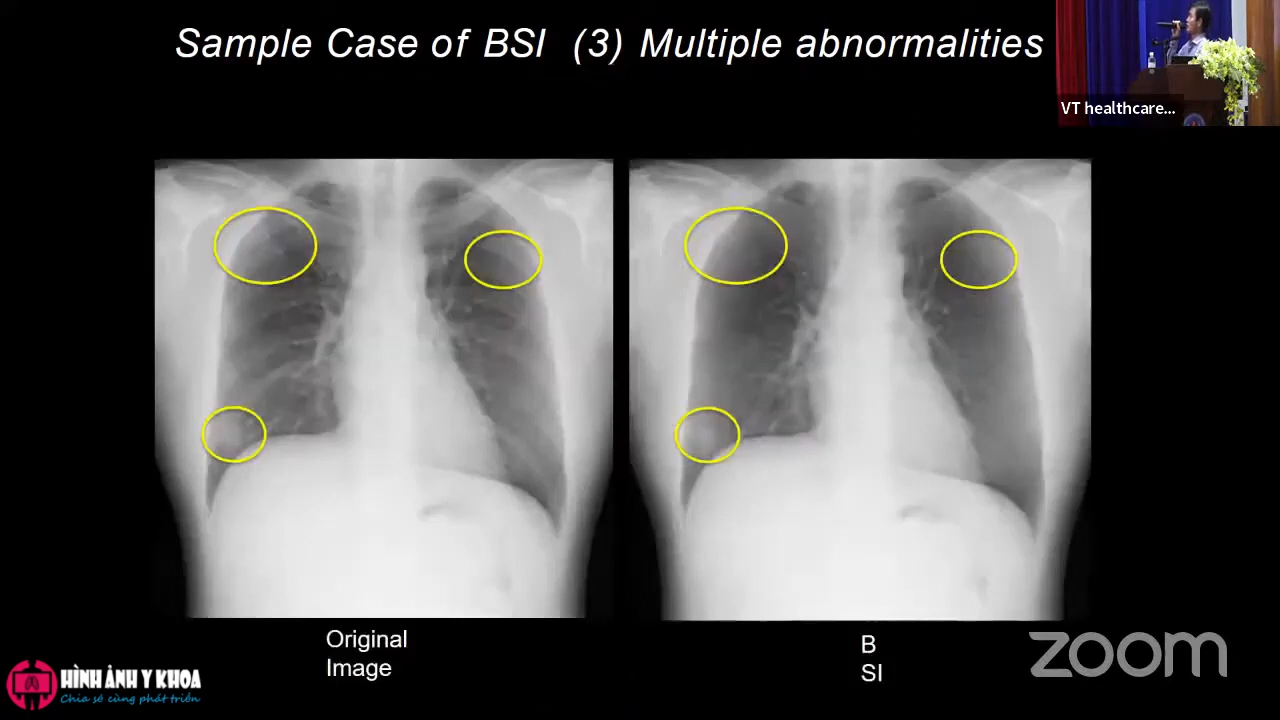 Sample Case of BSI (3) Multiple abnormalities
VT healthcare...
Original
Image
B
SI
HÌNH ẢNH Y KHOA
Chia sẻ cùng phát triển
zoom